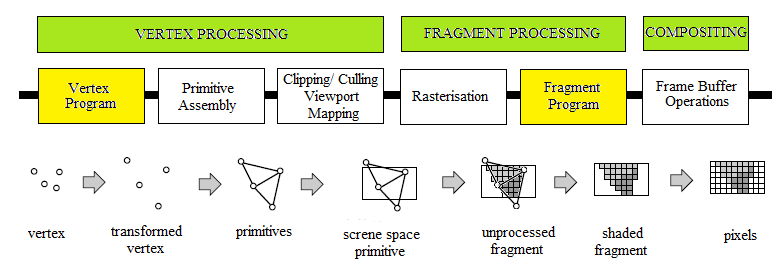 VERTEX PROCESSING
FRAGMENT PROCESSING
COMPOSITING
Vertex
Program
Primitive
Assembly
Clipping/ Culling
Viewport
Mapping
Rasterisation
Fragment
Program
Frame Buffer
Operations
vertex
transformed
vertex
primitives
screne space
primitive
unprocessed
fragment
shaded
fragment
pixels